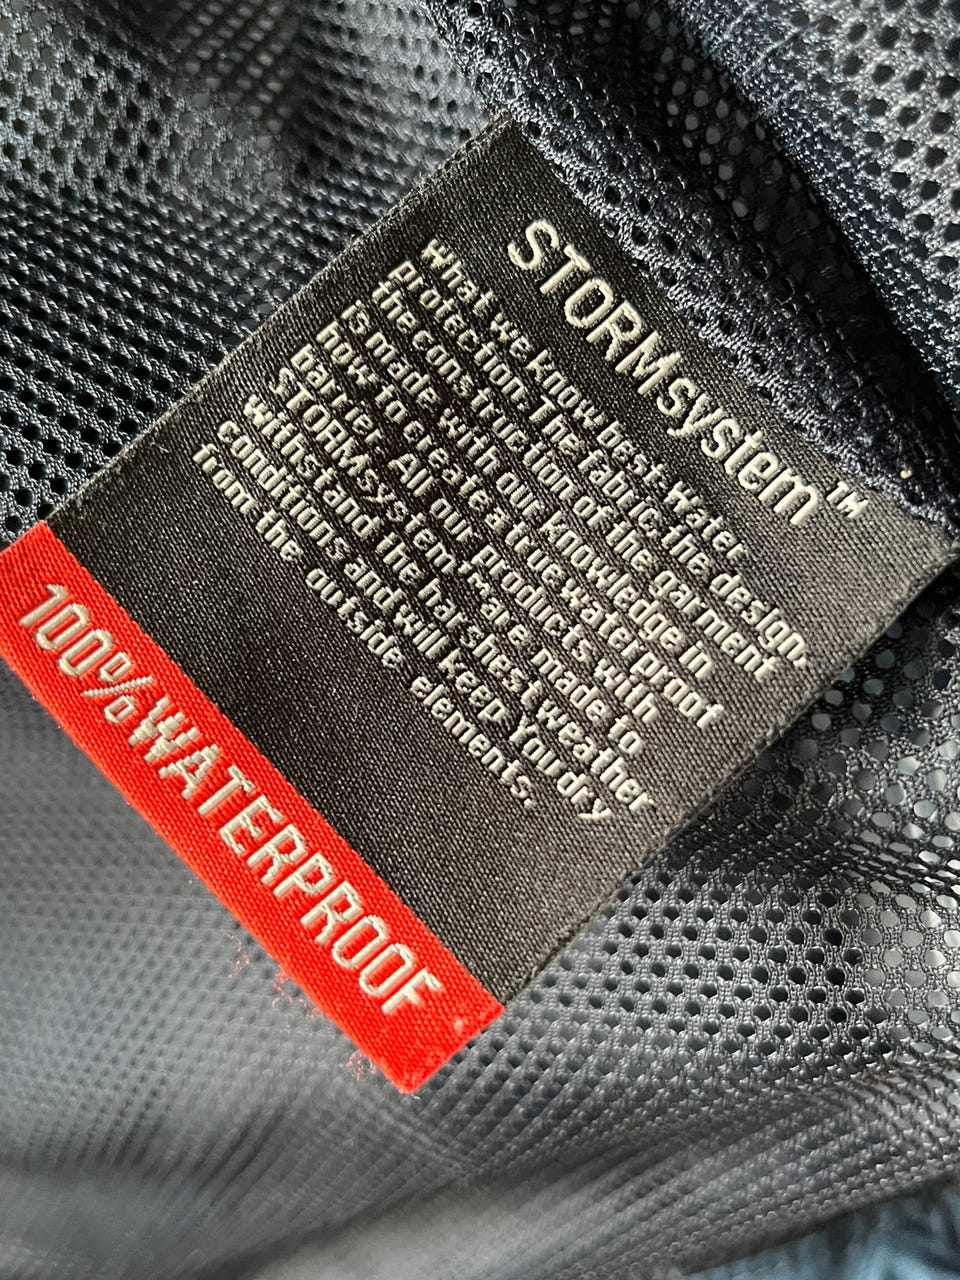 STORMsystem™
What we know best: Water
protection. The fabric, the design,
the construction of the garment
is made with our knowledge in
how to create a true waterproof
barrier. All our products with
STORMsystem™ are made to
withstand the harshest weather
conditions and will keep You dry
from the outside elements.
100% WATERPROOF